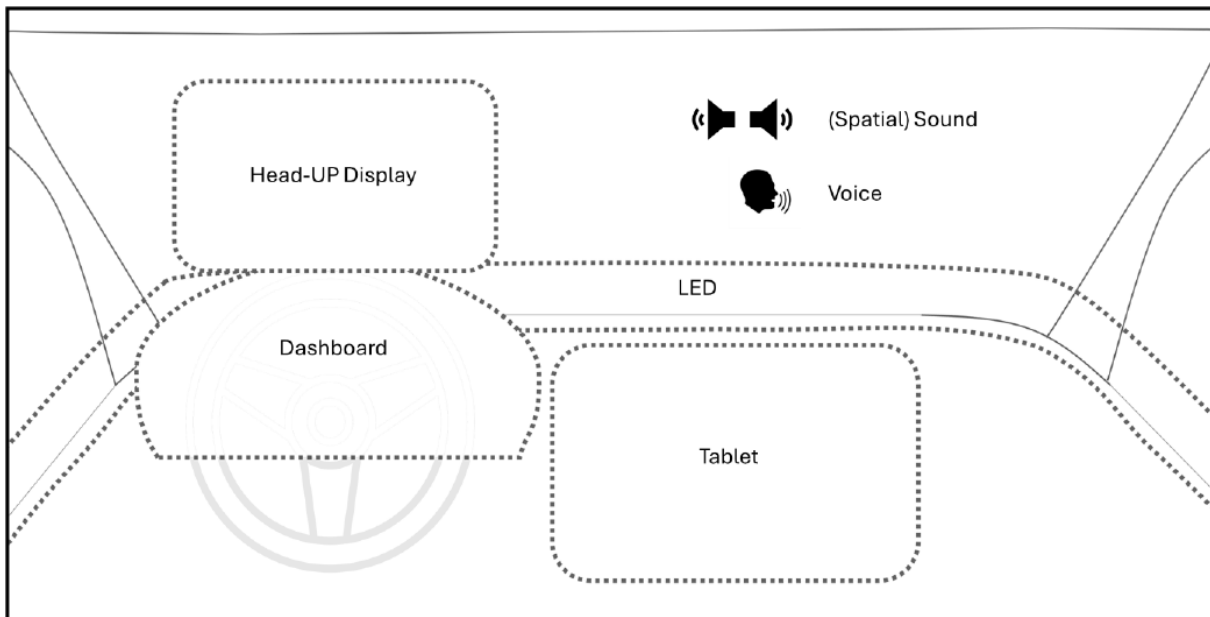 (Spatial) Sound
Head-UP Display
Voice
LED
Dashboard
Tablet